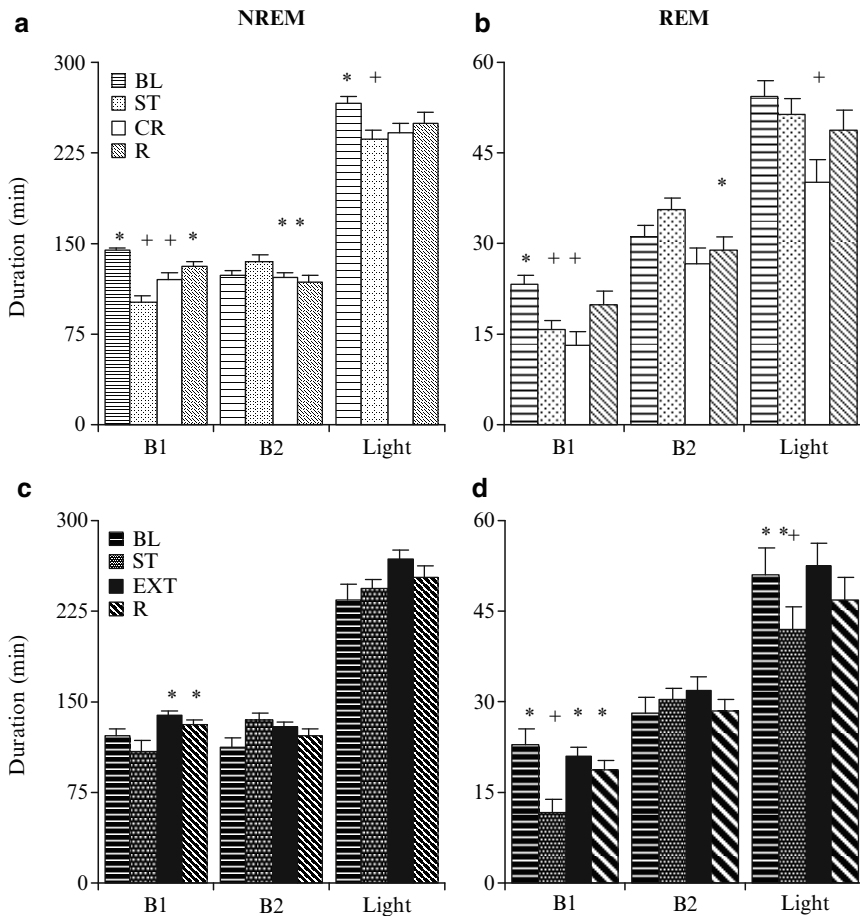 a NREM b REM
300
225
150
75
0
Duration (min)
BL
ST
CR
R
* +
* + + *
* *
B1 B2 Light
60
45
30
15
0
* + +
*
+
B1 B2 Light
c d
300
225
150
75
0
Duration (min)
BL
ST
EXT
R
* *
B1 B2 Light
60
45
30
15
0
* + * *
* *+
B1 B2 Light